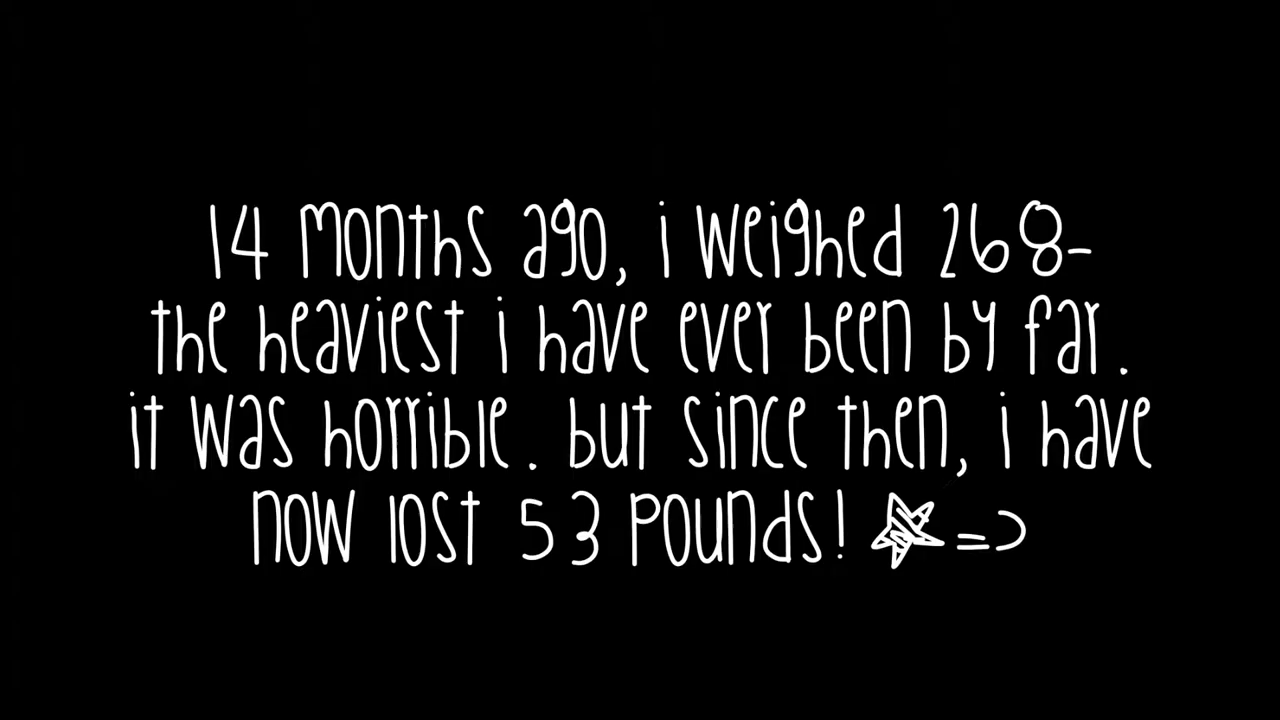 14 months ago, i weighed 268-
the heaviest i have ever been by far.
it was horrible. but since then, i have
now lost 53 pounds! =)